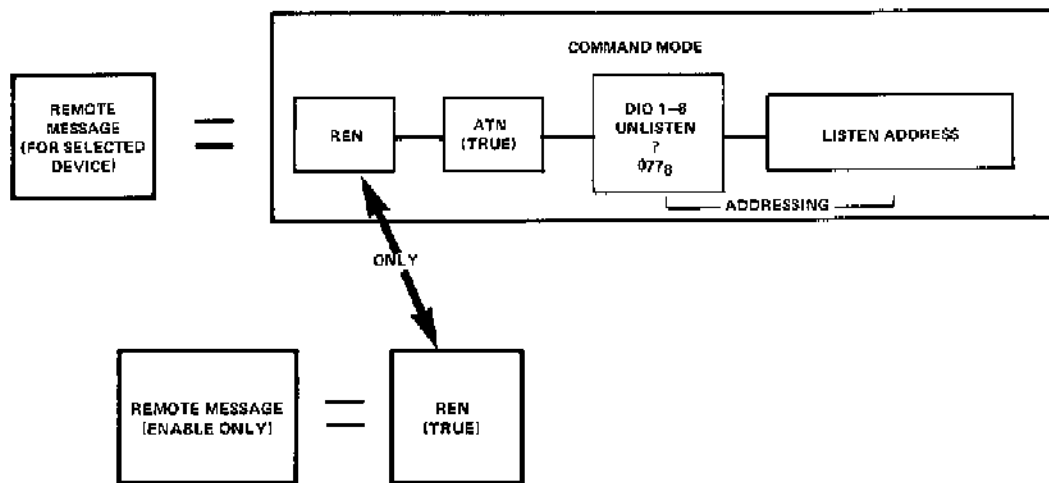 COMMAND MODE
REMOTE
MESSAGE
(FOR SELECTED
DEVICE)
=
REN
ATN
(TRUE)
DIO 1–8
UNLISTEN
?
077₈
LISTEN ADDRESS
ADDRESSING
ONLY
REMOTE MESSAGE
(ENABLE ONLY)
=
REN
(TRUE)